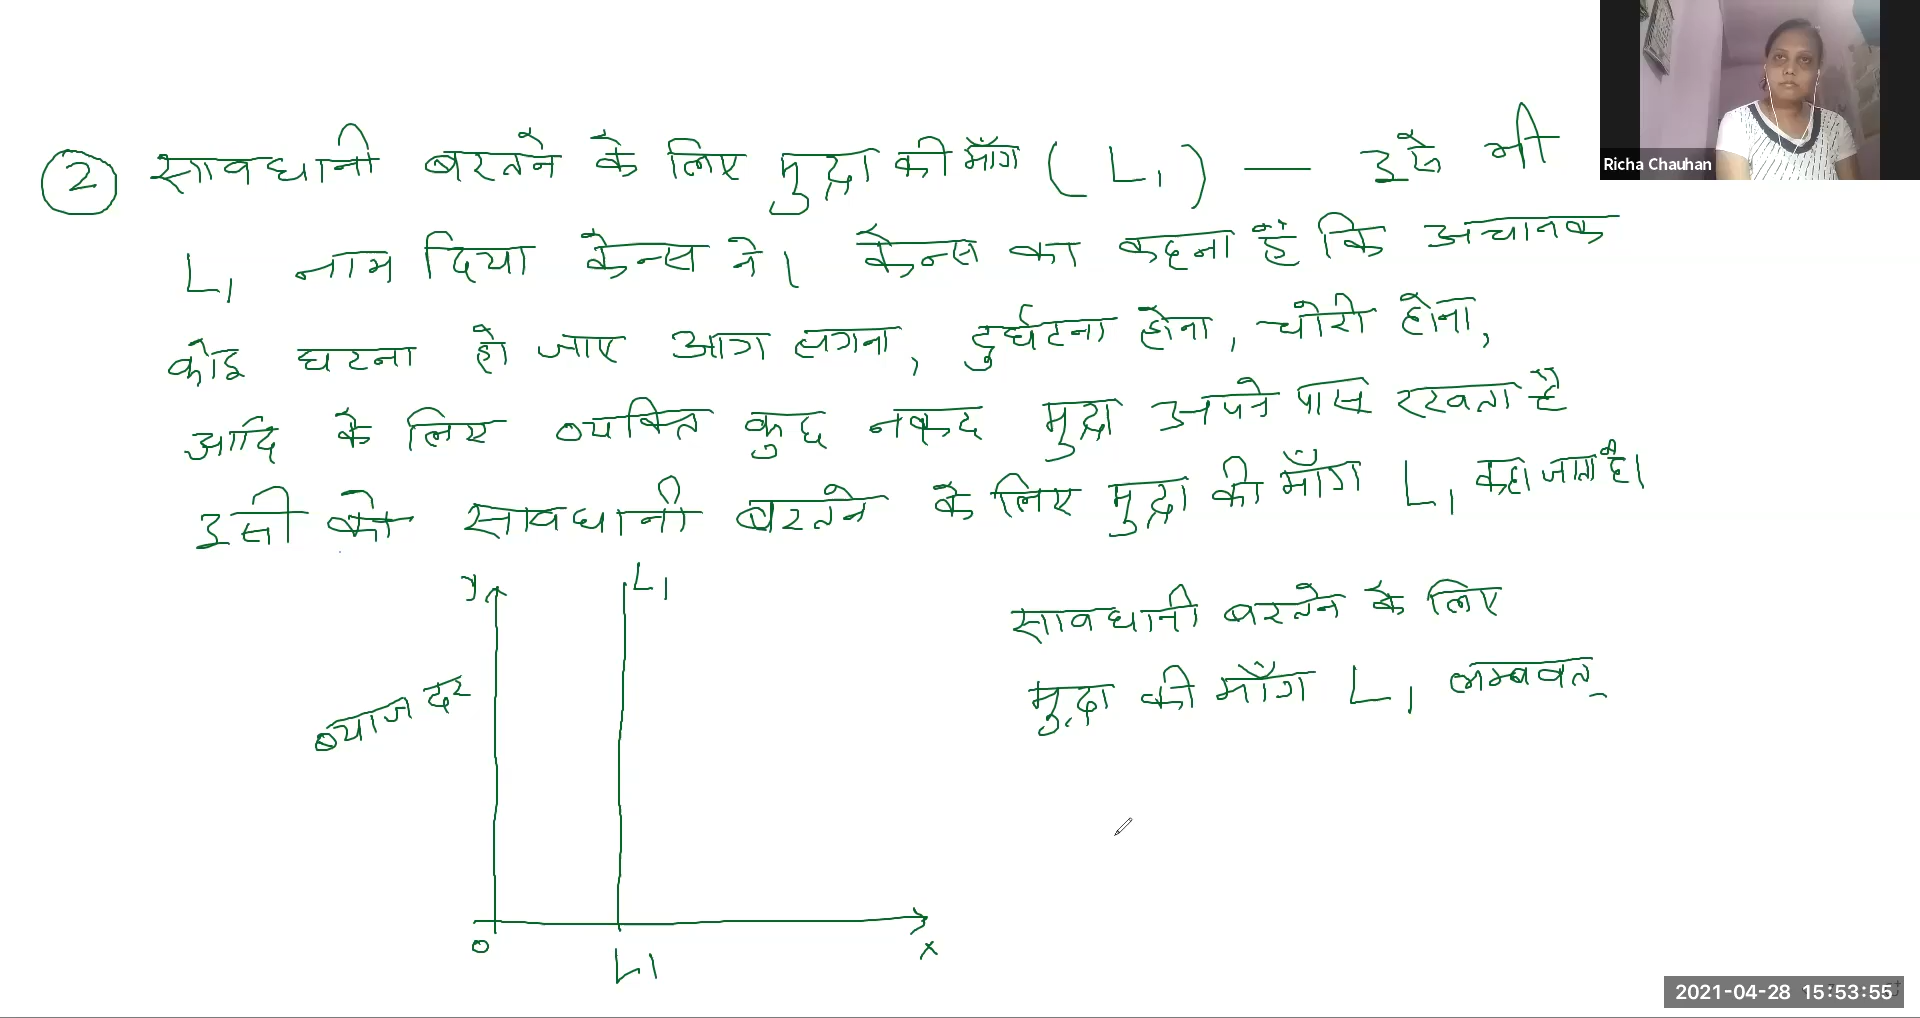 ② सावधानी बरतने के लिए मुद्रा की माँग ( L1 ) — इसे भी
L1 नाम दिया केन्स ने। केन्स का कहना है कि अचानक
कोइ घटना हो जाए आग लगना, दुर्घटना होना, चोरी होना,
आदि के लिए व्यक्ति कुछ नकद मुद्रा अपने पास रखता है
इसी को सावधानी बरतने के लिए मुद्रा की माँग L1 कहा जाता है।
y
L1
ब्याज दर
O
L1
x
सावधानी बरतने के लिए
मुद्रा की माँग L1 लम्बवत्
Richa Chauhan
2021-04-28 15:53:55